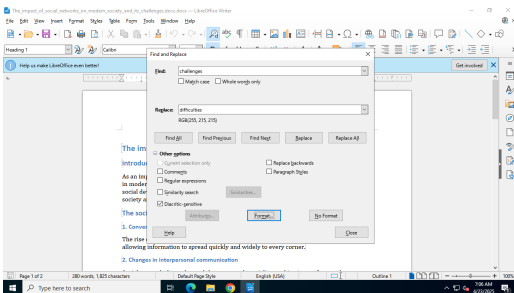 The_impact_of_social_networks_on_modern_society_and_its_challenges.docx.docx — LibreOffice Writer
File Edit View Insert Format Styles Table Form Tools Window Help
Heading 1
Calibri
Help us make LibreOffice even better!
Get involved
Find and Replace
Find:
challenges
Match case
Whole words only
Replace:
difficulties
RGB(255, 215, 215)
Find All
Find Previous
Find Next
Replace
Replace All
Other options
Current selection only
Replace backwards
Comments
Paragraph Styles
Regular expressions
Similarity search
Similarities...
Diacritic-sensitive
Attributes...
Format...
No Format
Help
Close
The im
introdu
As an im
in moder
social de
society a
The soci
1. Conver
The rise
allowing information to spread quickly and widely to every corner.
2. Changes in interpersonal communication
Page 1 of 2
280 words, 1,825 characters
Default Page Style
English (USA)
Outline 1
100%
Type here to search
7:06 AM
4/23/2025